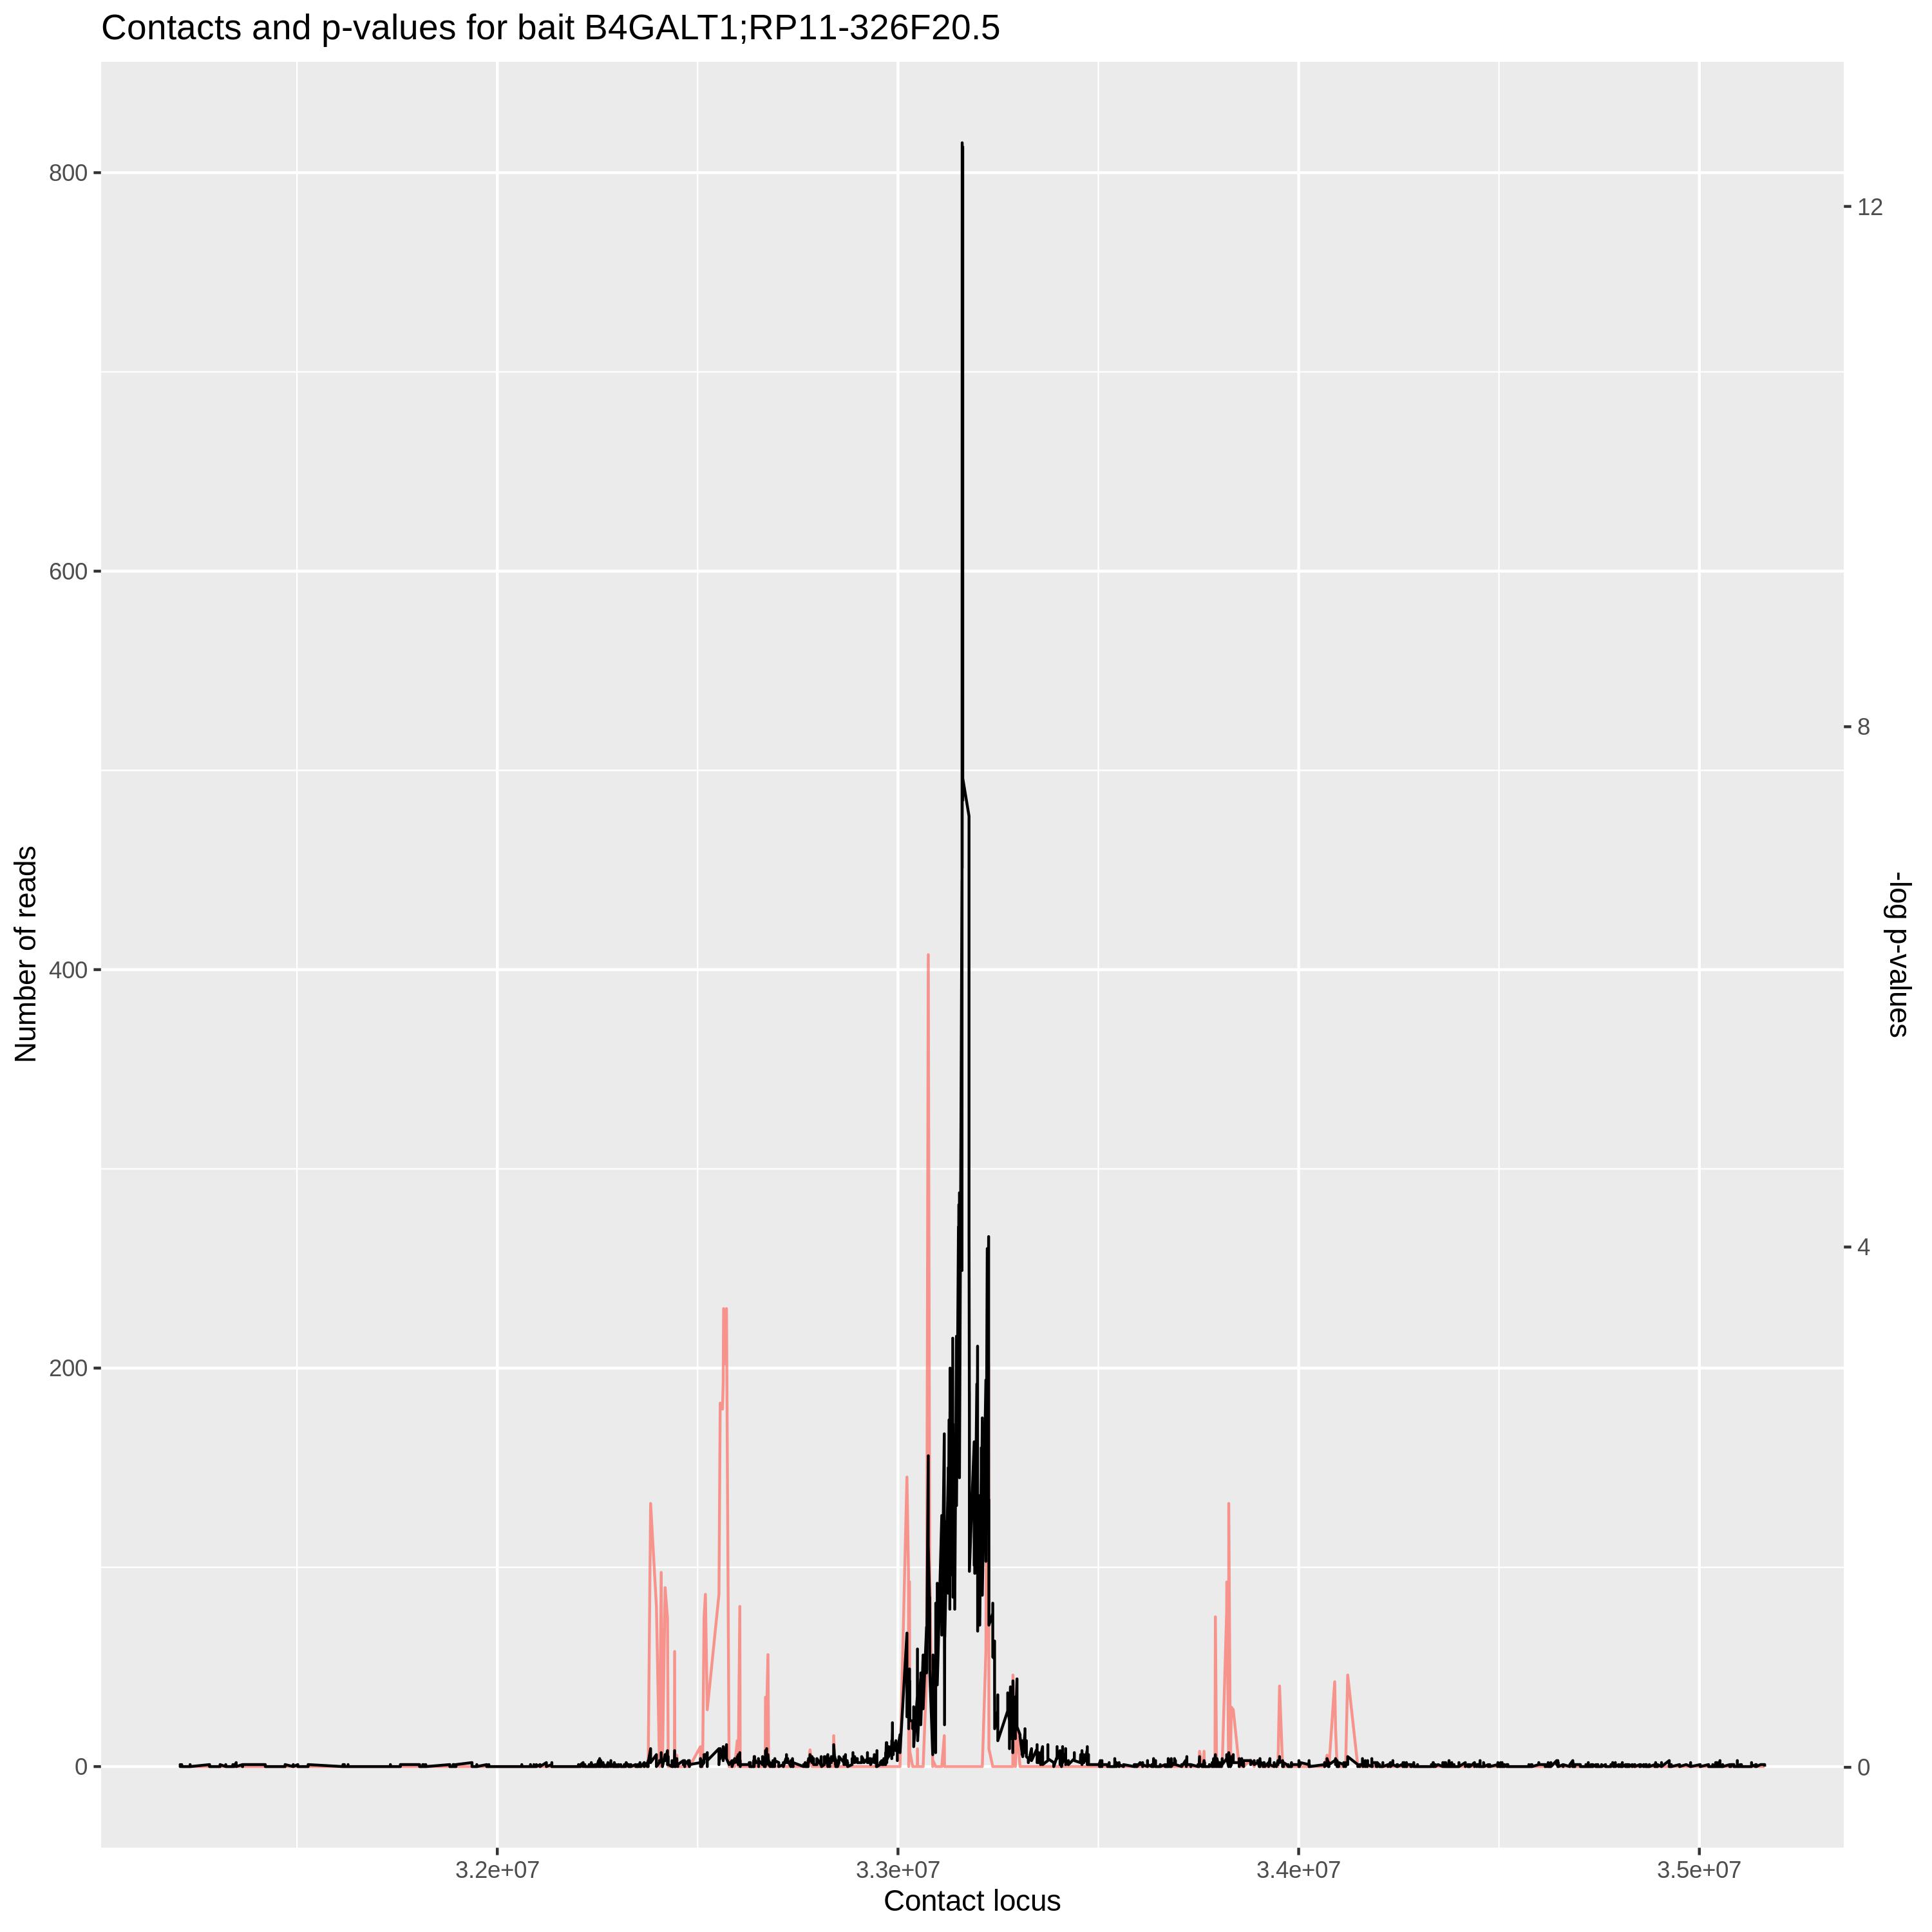 Contacts and p-values for bait B4GALT1;RP11-326F20.5
800
600
400
200
0
Number of reads
12
8
4
0
-log p-values
3.2e+07
3.3e+07
3.4e+07
3.5e+07
Contact locus